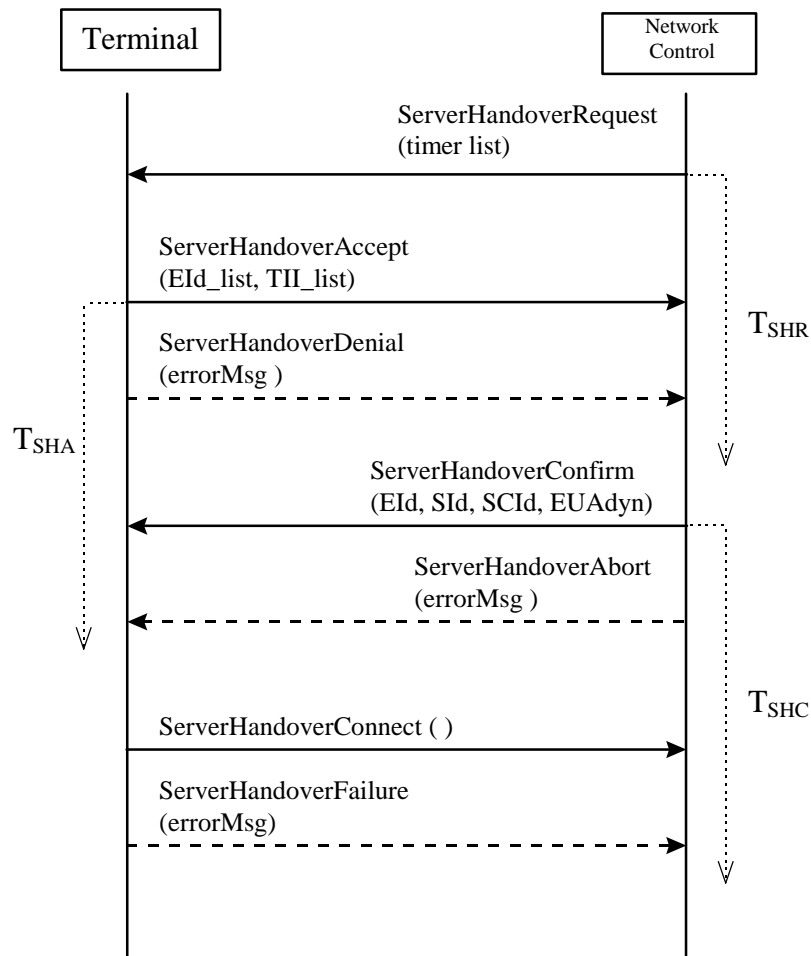 Terminal
Network
Control
ServerHandoverRequest
(timer list)
ServerHandoverAccept
(EId_list, TII_list)
TSHR
ServerHandoverDenial
(errorMsg )
TSHA
ServerHandoverConfirm
(EId, SId, SCId, EUAdyn)
ServerHandoverAbort
(errorMsg )
TSHC
ServerHandoverConnect ( )
ServerHandoverFailure
(errorMsg)